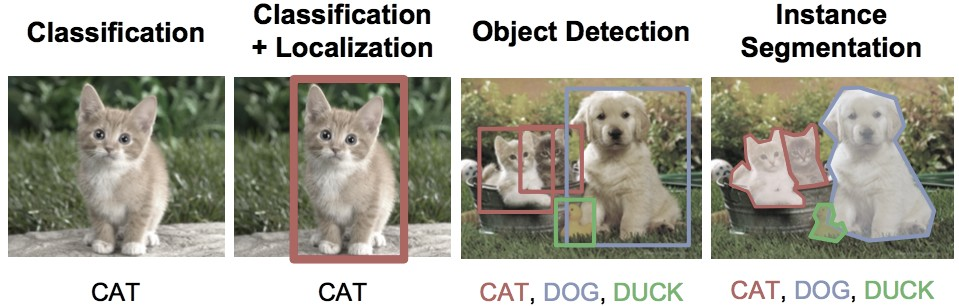 Classification
Classification
+ Localization
Object Detection
Instance
Segmentation
CAT
CAT
CAT, DOG, DUCK
CAT, DOG, DUCK